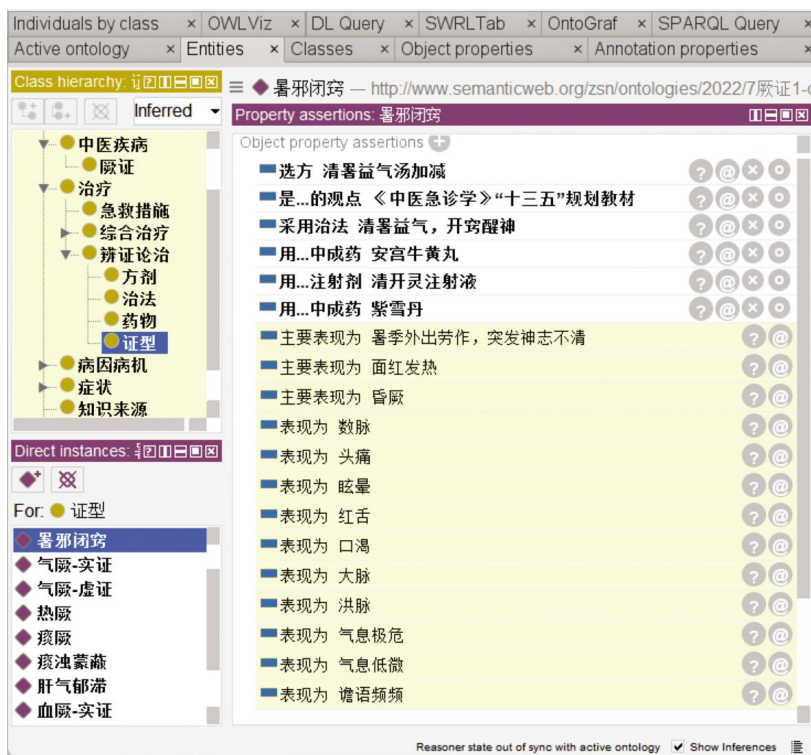 Individuals by class × OWLViz × DL Query × SWRLTab × OntoGraf × SPARQL Query ×
Active ontology × Entities × Classes × Object properties × Annotation properties ×
Class hierarchy:
Inferred
中医疾病
厥证
治疗
急救措施
综合治疗
辨证论治
方剂
治法
药物
证型
病因病机
症状
知识来源
Direct instances:
For: 证型
暑邪闭窍
气厥-实证
气厥-虚证
热厥
痰厥
痰浊蒙蔽
肝气郁滞
血厥-实证
暑邪闭窍 — http://www.semanticweb.org/zsn/ontologies/2022/7厥证1-
Property assertions: 暑邪闭窍
Object property assertions
选方 清暑益气汤加减
是...的观点 《中医急诊学》“十三五”规划教材
采用治法 清暑益气，开窍醒神
用...中成药 安宫牛黄丸
用...注射剂 清开灵注射液
用...中成药 紫雪丹
主要表现为 暑季外出劳作，突发神志不清
主要表现为 面红发热
主要表现为 昏厥
表现为 数脉
表现为 头痛
表现为 眩晕
表现为 红舌
表现为 口渴
表现为 大脉
表现为 洪脉
表现为 气息极危
表现为 气息低微
表现为 谵语频频
Reasoner state out of sync with active ontology Show Inferences